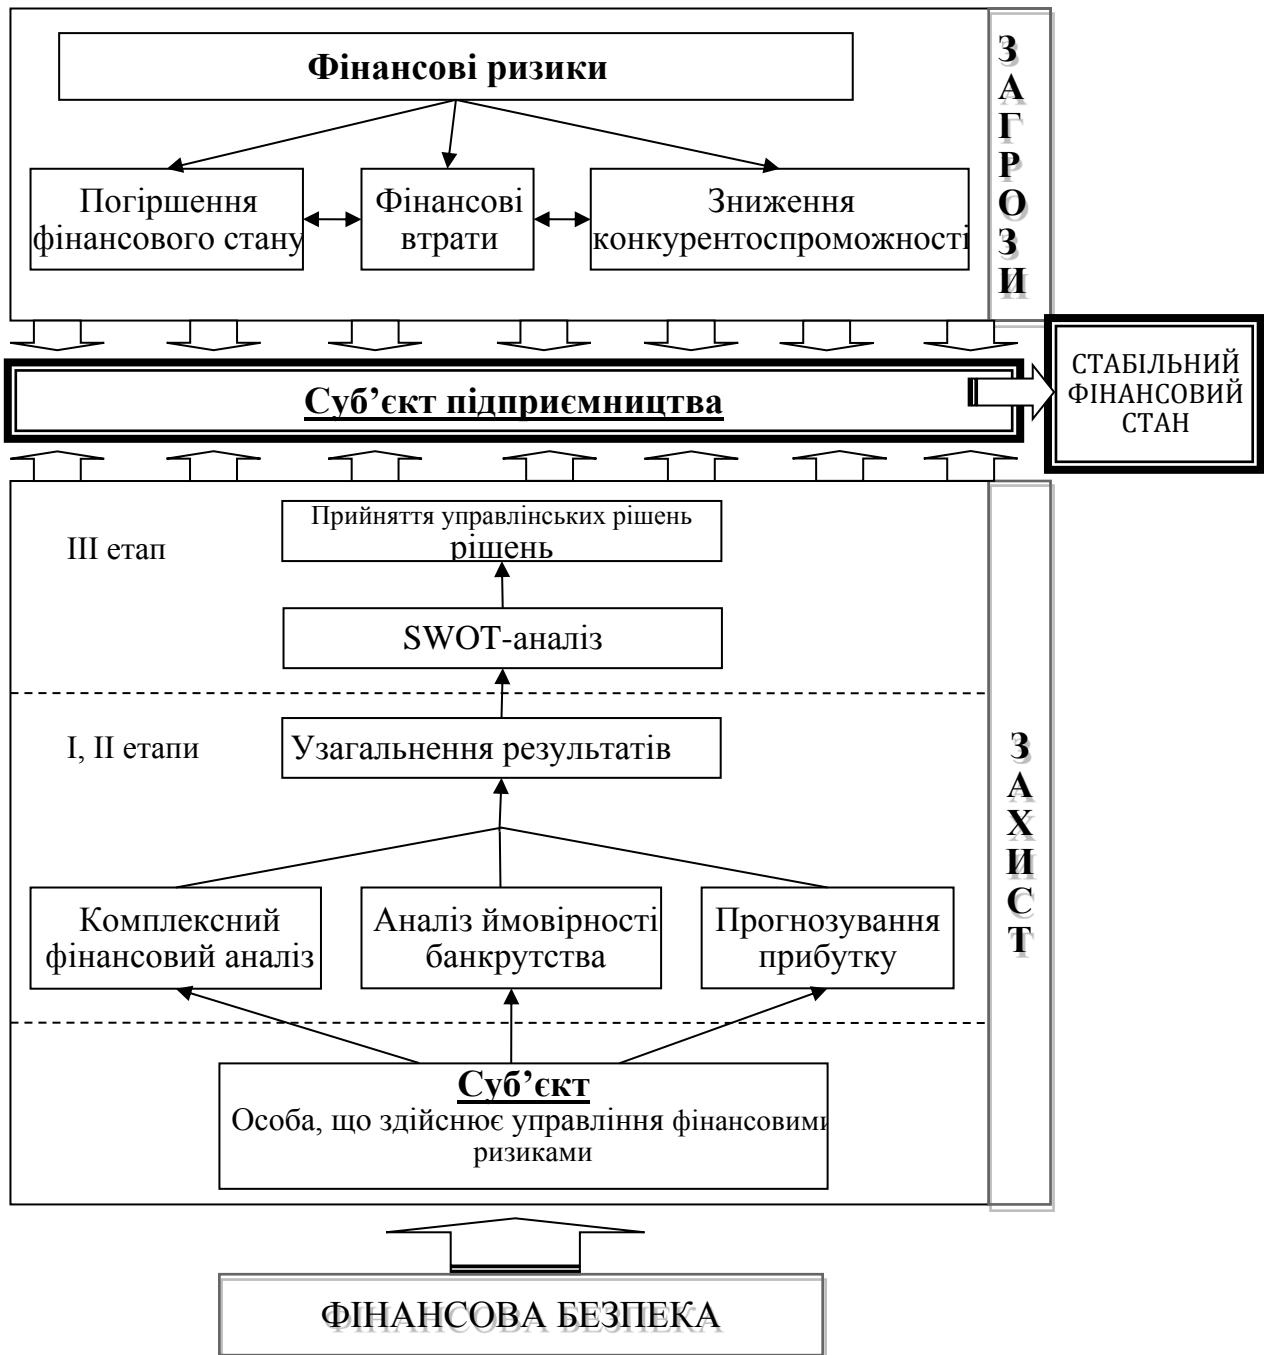 Фінансові ризики
Погіршення
фінансового стану
Фінансові
втрати
Зниження
конкурентоспроможності
З
А
Г
Р
О
З
И
Суб’єкт підприємництва
СТАБІЛЬНИЙ
ФІНАНСОВИЙ
СТАН
ІІІ етап
Прийняття управлінських рішень
рішень
SWOT-аналіз
І, ІІ етапи
Узагальнення результатів
Комплексний
фінансовий аналіз
Аналіз ймовірності
банкрутства
Прогнозування
прибутку
З
А
Х
И
С
Т
Суб’єкт
Особа, що здійснює управління фінансовими
ризиками
ФІНАНСОВА БЕЗПЕКА